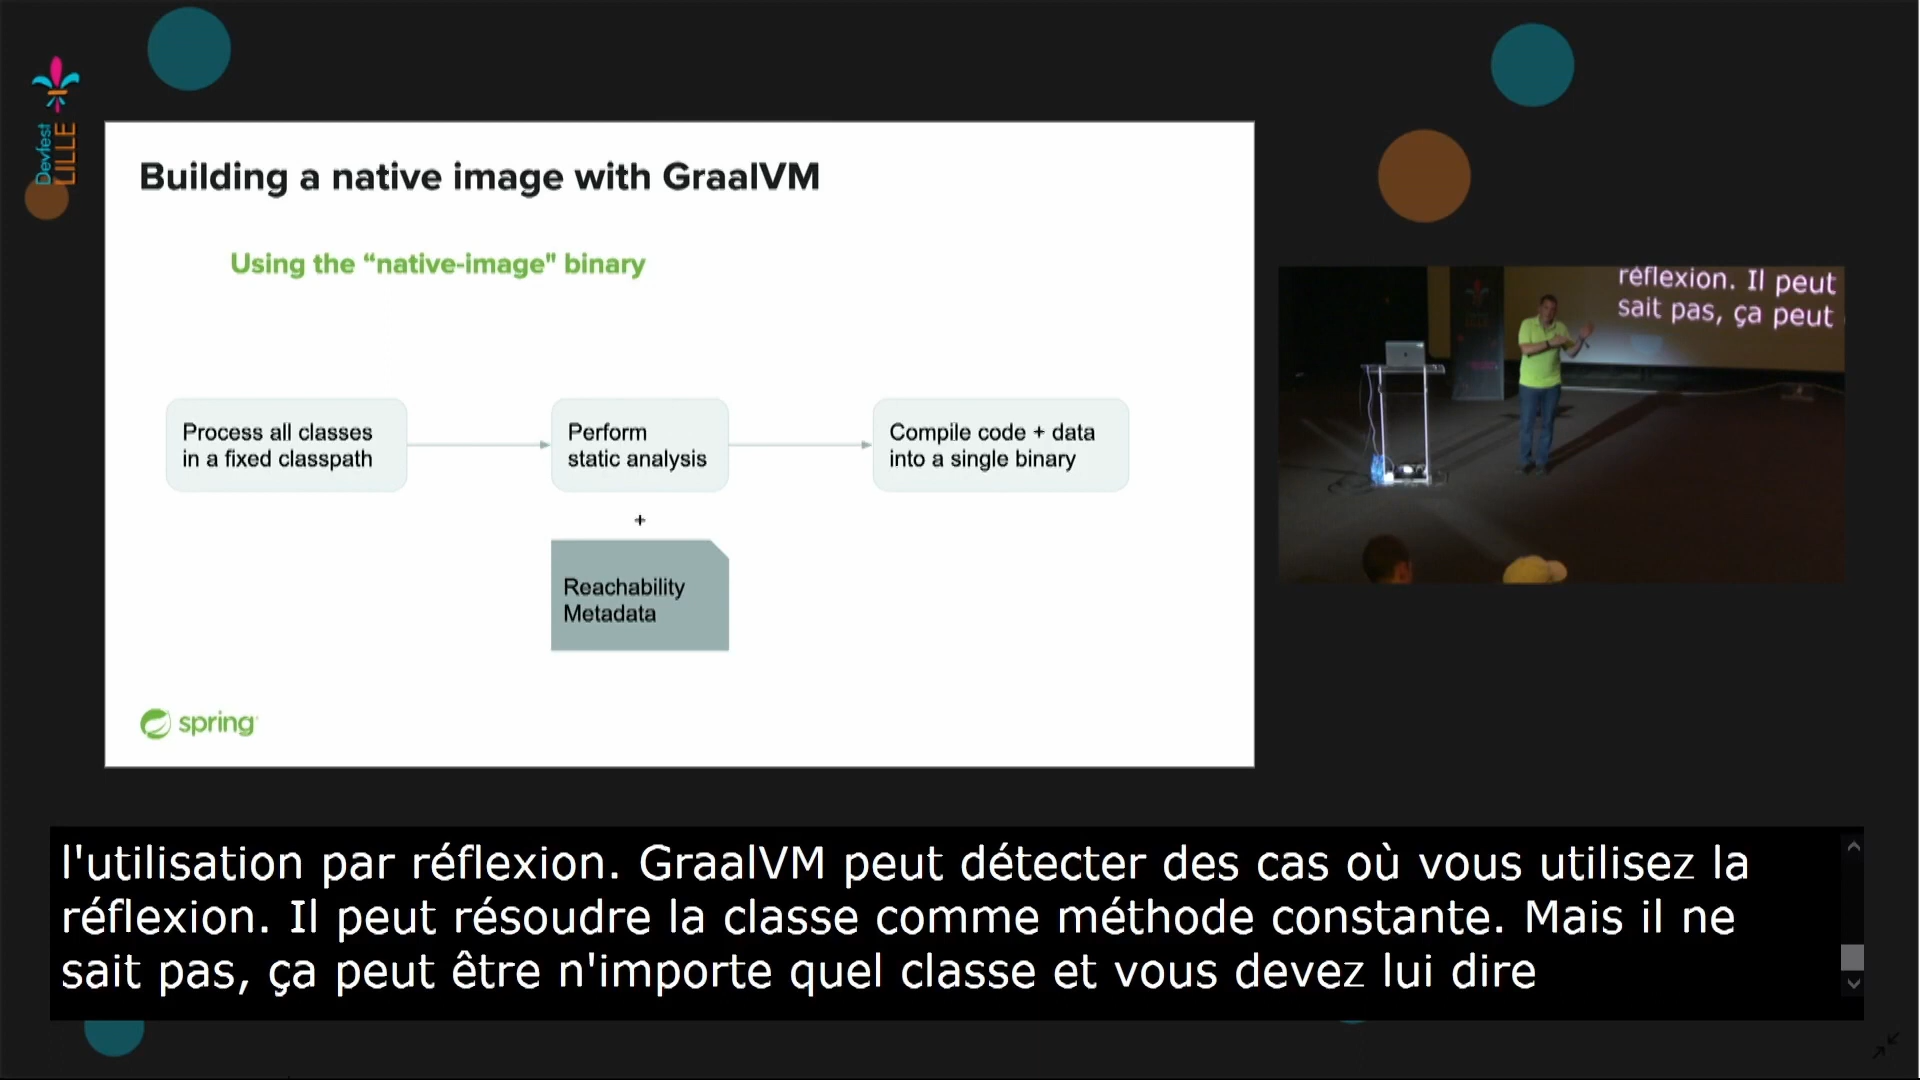 Devfest
LILLE
Building a native image with GraalVM
Using the “native-image" binary
Process all classes
in a fixed classpath
Perform
static analysis
Compile code + data
into a single binary
+
Reachability
Metadata
spring
réflexion. Il peut
sait pas, ça peut
l'utilisation par réflexion. GraalVM peut détecter des cas où vous utilisez la
réflexion. Il peut résoudre la classe comme méthode constante. Mais il ne
sait pas, ça peut être n'importe quel classe et vous devez lui dire